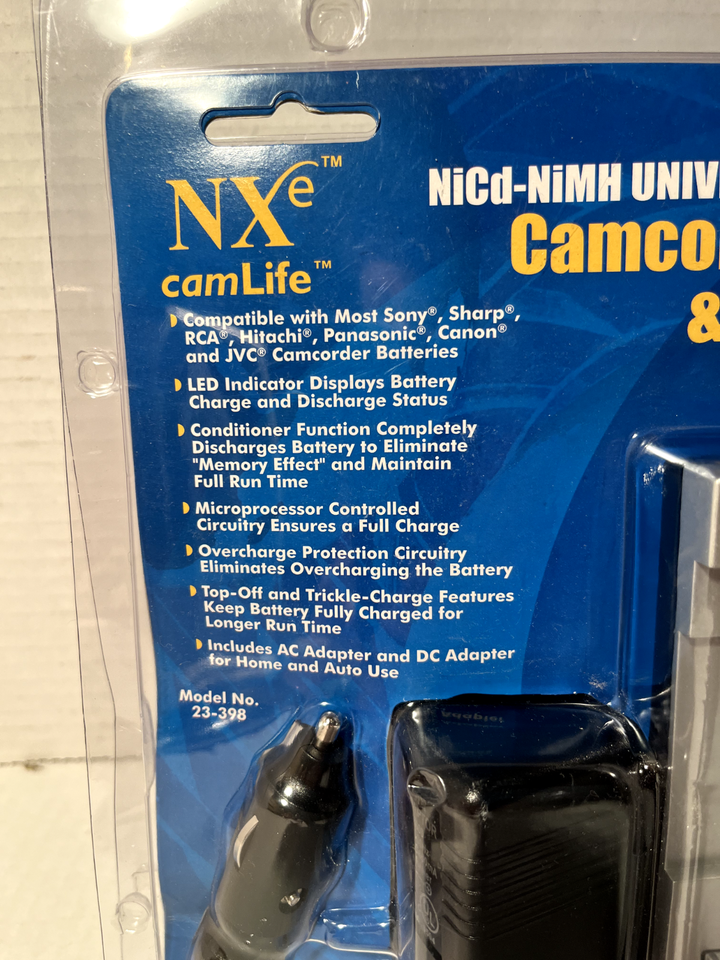 NXe™
camLife™
NiCd-NiMH UNIV
Camco
&
Compatible with Most Sony®, Sharp®,
RCA®, Hitachi®, Panasonic®, Canon®
and JVC® Camcorder Batteries
LED Indicator Displays Battery
Charge and Discharge Status
Conditioner Function Completely
Discharges Battery to Eliminate
"Memory Effect" and Maintain
Full Run Time
Microprocessor Controlled
Circuitry Ensures a Full Charge
Overcharge Protection Circuitry
Eliminates Overcharging the Battery
Top-Off and Trickle-Charge Features
Keep Battery Fully Charged for
Longer Run Time
Includes AC Adapter and DC Adapter
for Home and Auto Use
Model No.
23-398
Adapter